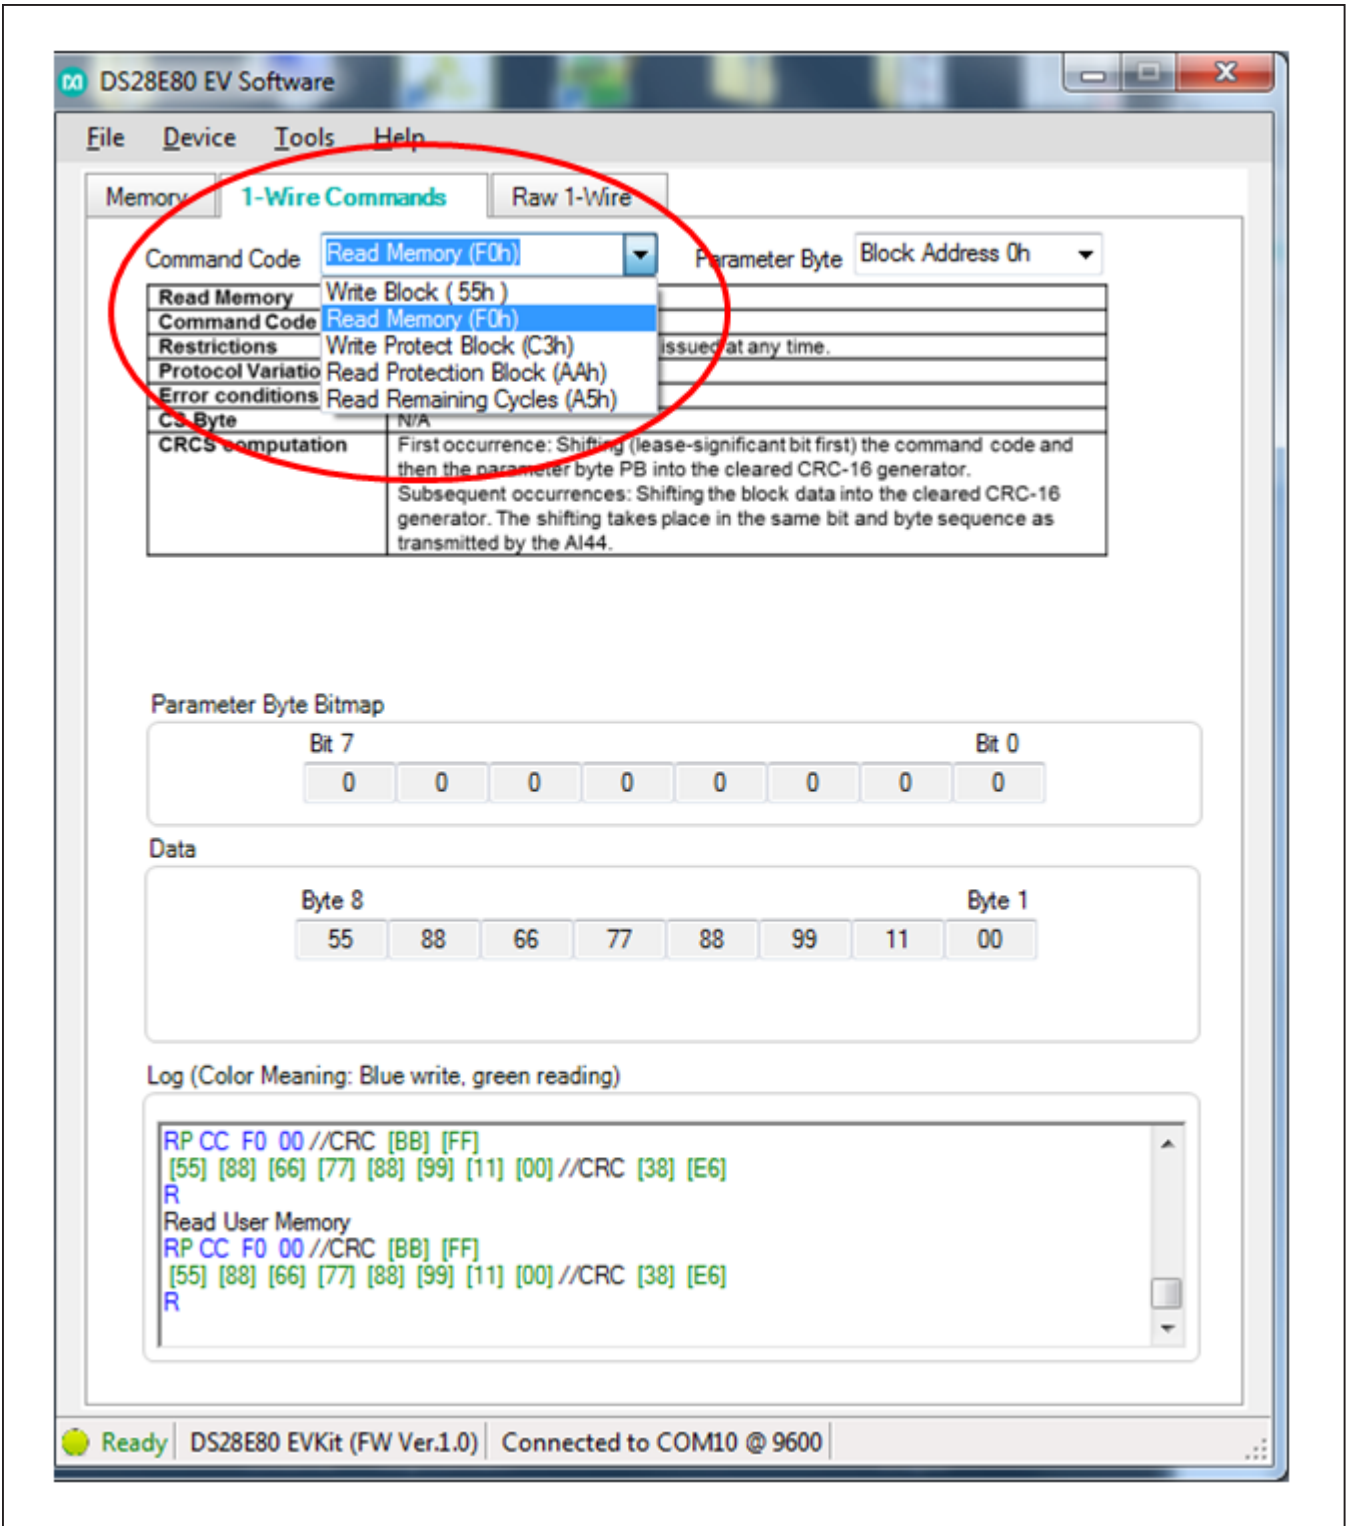 DS28E80 EV Software
File Device Tools Help
Memory 1-Wire Commands Raw 1-Wire
Command Code Read Memory (F0h) Parameter Byte Block Address 0h
Write Block ( 55h )
Read Memory (F0h)
Write Protect Block (C3h)
Read Protection Block (AAh)
Read Remaining Cycles (A5h)
Read Memory
Command Code
Restrictions issued at any time.
Protocol Variatio
Error conditions
CS Byte N/A
CRCS computation First occurrence: Shifting (lease-significant bit first) the command code and
then the parameter byte PB into the cleared CRC-16 generator.
Subsequent occurrences: Shifting the block data into the cleared CRC-16
generator. The shifting takes place in the same bit and byte sequence as
transmitted by the AI44.
Parameter Byte Bitmap
Bit 7 Bit 0
0 0 0 0 0 0 0 0
Data
Byte 8 Byte 1
55 88 66 77 88 99 11 00
Log (Color Meaning: Blue write, green reading)
RP CC F0 00 //CRC [BB] [FF]
[55] [88] [66] [77] [88] [99] [11] [00] //CRC [38] [E6]
R
Read User Memory
RP CC F0 00 //CRC [BB] [FF]
[55] [88] [66] [77] [88] [99] [11] [00] //CRC [38] [E6]
R
Ready DS28E80 EVKit (FW Ver.1.0) Connected to COM10 @ 9600